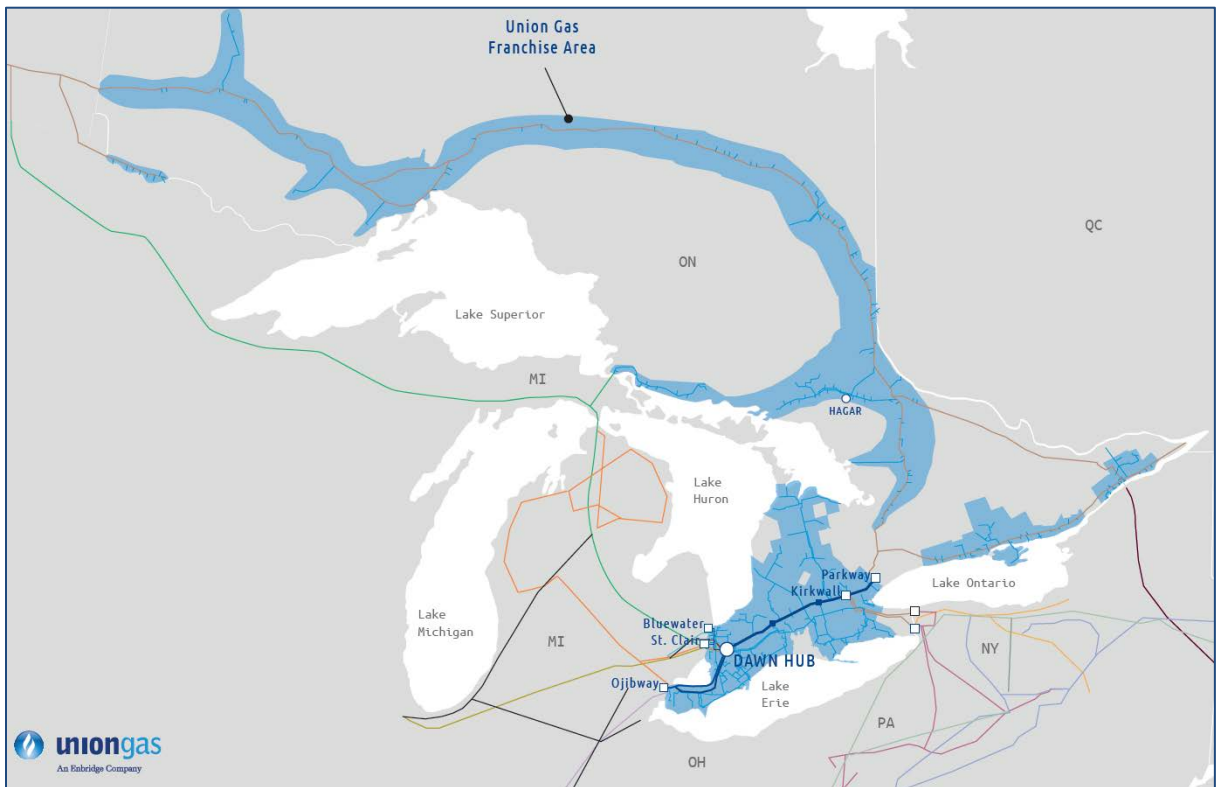 Union Gas
Franchise Area
QC
ON
Lake Superior
MI
HAGAR
Lake
Huron
Parkway
Kirkwall
Lake Ontario
Lake
Michigan
Bluewater
St. Clair
MI
DAWN HUB
NY
Ojibway
Lake
Erie
PA
OH
uniongas
An Enbridge Company